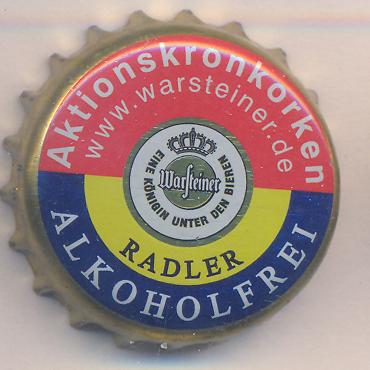 Aktionskronkorken
www.warsteiner.de
EINE KÖNIGIN UNTER DEN BIEREN
Warsteiner
RADLER
ALKOHOLFREI